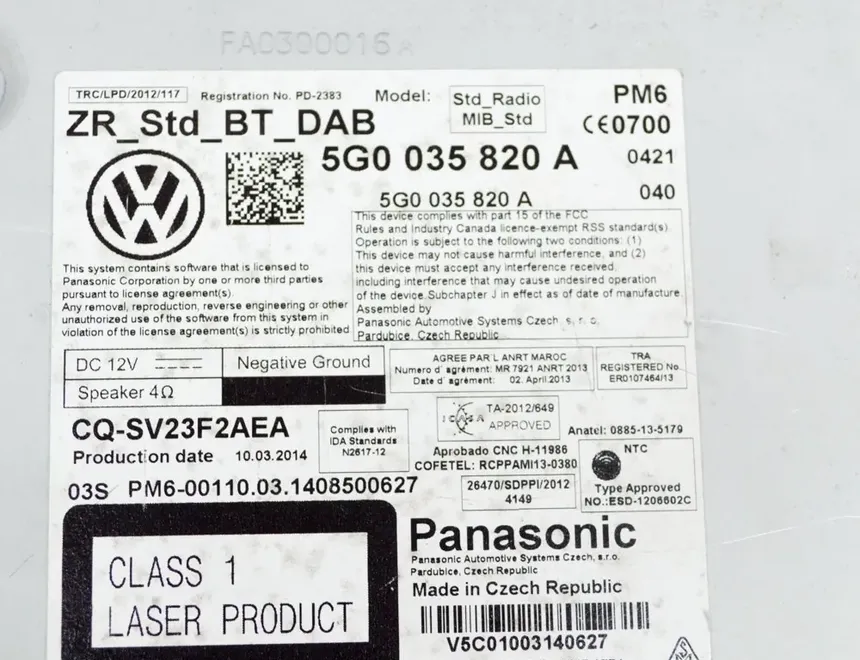 FAC300016
TRC/LPD/2012/117
Registration No. PD-2383
Model:
Std_Radio
MIB_Std
PM6
ZR_Std_BT_DAB
CE0700
5G0 035 820 A
0421
5G0 035 820 A
040
This device complies with part 15 of the FCC
Rules and Industry Canada licence-exempt RSS standard(s)
Operation is subject to the following two conditions: (1)
This device may not cause harmful interference, and (2)
this device must accept any interference received,
including interference that may cause undesired operation
of the device.Subchapter J in effect as of date of manufacture.
Assembled by
Panasonic Automotive Systems Czech, s. r. o.
Pardubice, Czech Republic
This system contains software that is licensed to
Panasonic Corporation by one or more third parties
pursuant to license agreement(s).
Any removal, reproduction, reverse engineering or other
unauthorized use of the software from this system in
violation of the license agreement(s) is strictly prohibited
DC 12V
Negative Ground
Speaker 4Ω
AGREE PAR L ANRT MAROC
Numero d´agrément: MR 7921 ANRT 2013
Date d´agrément: 02. April.2013
TRA
REGISTERED No
ER0107464/13
CQ-SV23F2AEA
Production date 10.03.2014
Complies with
IDA Standards
N2617-12
ICASA
TA-2012/649
APPROVED
Anatel: 0885-13-5179
Aprobado CNC H-11986
COFETEL: RCPPAMI13-0380
NTC
Type Approved
NO.:ESD-1206602C
03S PM6-00110.03.1408500627
26470/SDPPI/2012
4149
Panasonic
Panasonic Automotive Systems Czech, s.r.o.
Pardubice, Czech Republic
Made in Czech Republic
CLASS 1
LASER PRODUCT
V5C01003140627